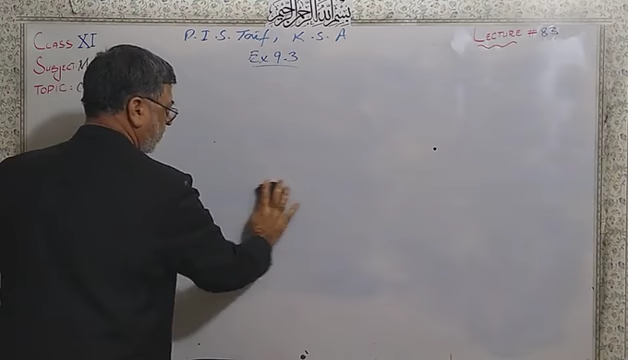 بسم الله الرحمن الرحيم
CLASS XI
P.I.S. Taif, K.S.A
LECTURE # 83
SUBJECT: M
Ex 9.3
TOPIC: C